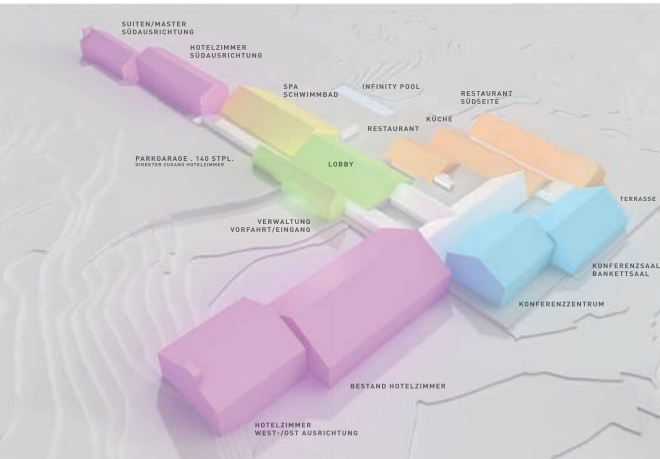 SUITEN/MASTER
SÜDAUSRICHTUNG
HOTELZIMMER
SÜDAUSRICHTUNG
SPA
SCHWIMMBAD
INFINITY POOL
RESTAURANT
SÜDSEITE
KÜCHE
RESTAURANT
PARKGARAGE . 140 STPL.
DIREKTER ZUGANG HOTELZIMMER
LOBBY
TERRASSE
VERWALTUNG
VORFAHRT/EINGANG
KONFERENZSAAL
BANKETTSAAL
KONFERENZZENTRUM
BESTAND HOTELZIMMER
HOTELZIMMER
WEST-/OST AUSRICHTUNG